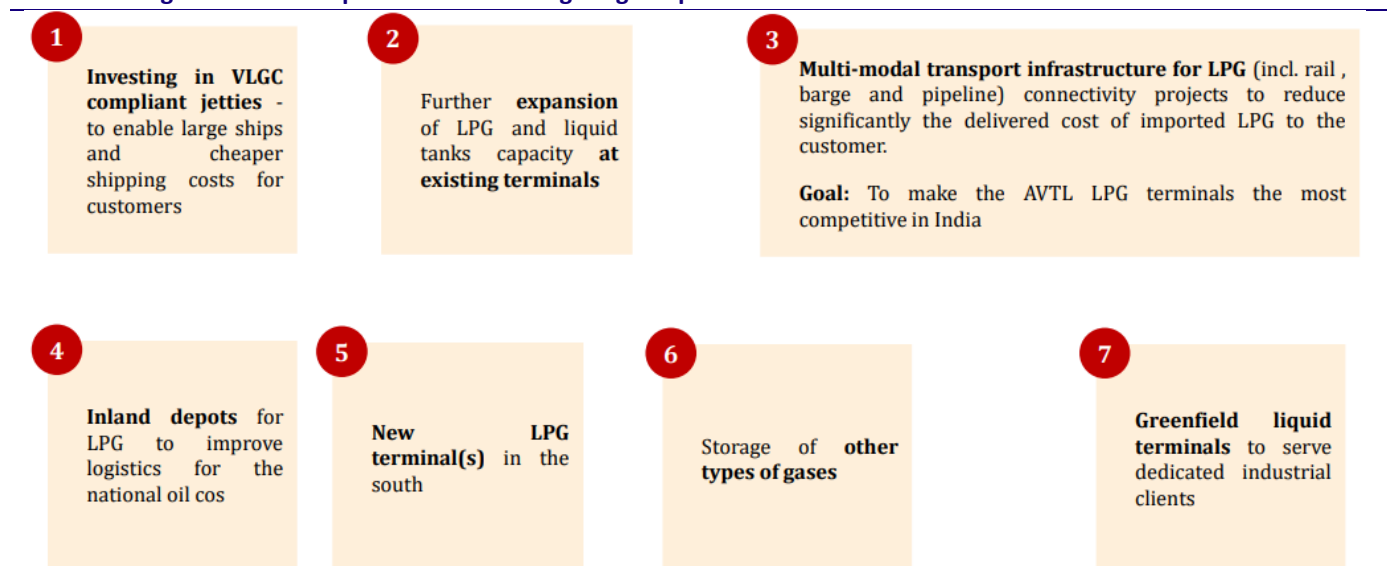 1
Investing in VLGC
compliant jetties -
to enable large ships
and cheaper
shipping costs for
customers
2
Further expansion
of LPG and liquid
tanks capacity at
existing terminals
3
Multi-modal transport infrastructure for LPG (incl. rail ,
barge and pipeline) connectivity projects to reduce
significantly the delivered cost of imported LPG to the
customer.
Goal: To make the AVTL LPG terminals the most
competitive in India
4
Inland depots for
LPG to improve
logistics for the
national oil cos
5
New LPG
terminal(s) in the
south
6
Storage of other
types of gases
7
Greenfield liquid
terminals to serve
dedicated industrial
clients